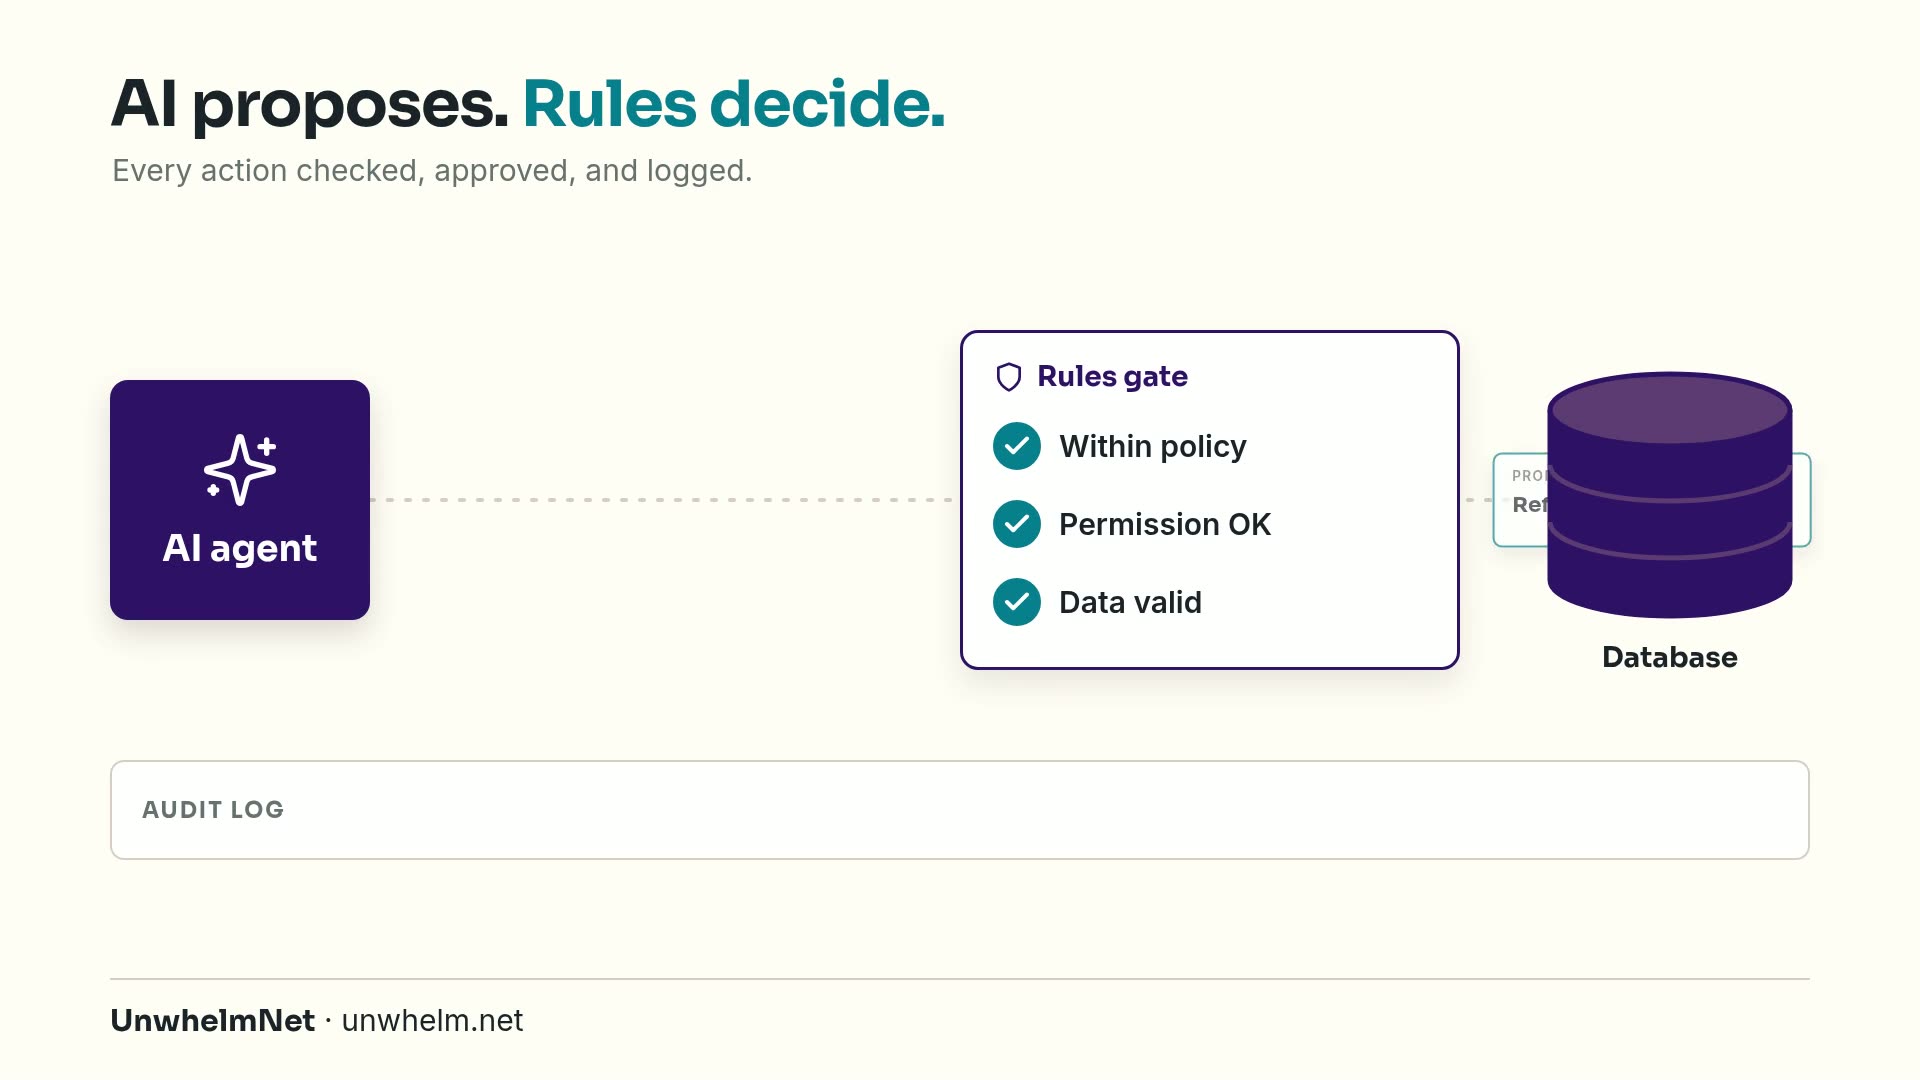 AI proposes. Rules decide.
Every action checked, approved, and logged.
Rules gate
Within policy
Permission OK
Data valid
AI agent
Database
AUDIT LOG
UnwhelmNet · unwhelm.net